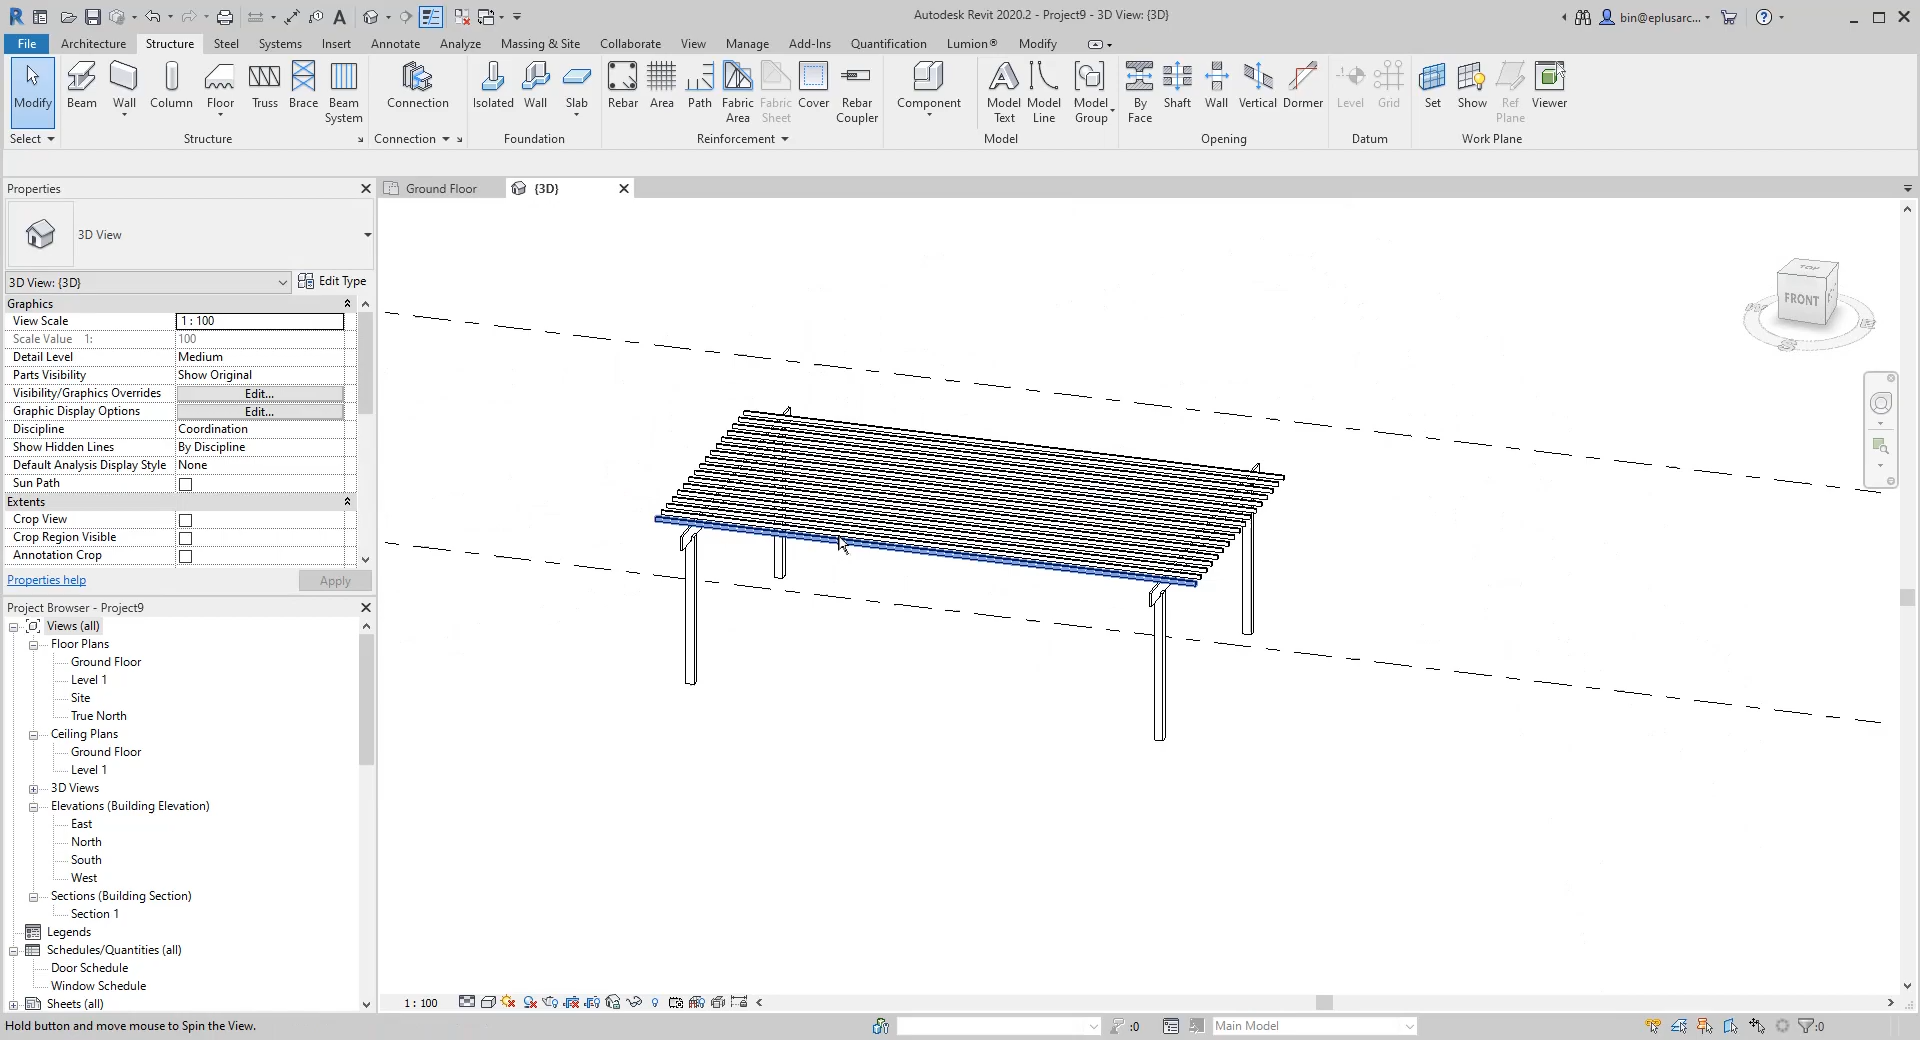 Autodesk Revit 2020.2 - Project9 - 3D View: {3D}
bin@eplusarc...
File Architecture Structure Steel Systems Insert Annotate Analyze Massing & Site Collaborate View Manage Add-Ins Quantification Lumion® Modify
Modify Beam Wall Column Floor Truss Brace Beam System Connection Isolated Wall Slab Rebar Area Path Fabric Area Fabric Sheet Cover Rebar Coupler Component Model Text Model Line Model Group By Face Shaft Wall Vertical Dormer Level Grid Set Show Ref Plane Viewer
Select Structure Connection Foundation Reinforcement Model Opening Datum Work Plane
Properties
Ground Floor {3D}
3D View
3D View: {3D} Edit Type
Graphics
View Scale 1 : 100
Scale Value 1: 100
Detail Level Medium
Parts Visibility Show Original
Visibility/Graphics Overrides Edit...
Graphic Display Options Edit...
Discipline Coordination
Show Hidden Lines By Discipline
Default Analysis Display Style None
Sun Path
Extents
Crop View
Crop Region Visible
Annotation Crop
Properties help Apply
TOP
FRONT
S
E
Project Browser - Project9
Views (all)
Floor Plans
Ground Floor
Level 1
Site
True North
Ceiling Plans
Ground Floor
Level 1
3D Views
Elevations (Building Elevation)
East
North
South
West
Sections (Building Section)
Section 1
Legends
Schedules/Quantities (all)
Door Schedule
Window Schedule
Sheets (all)
1 : 100
Hold button and move mouse to Spin the View.
:0
Main Model
:0